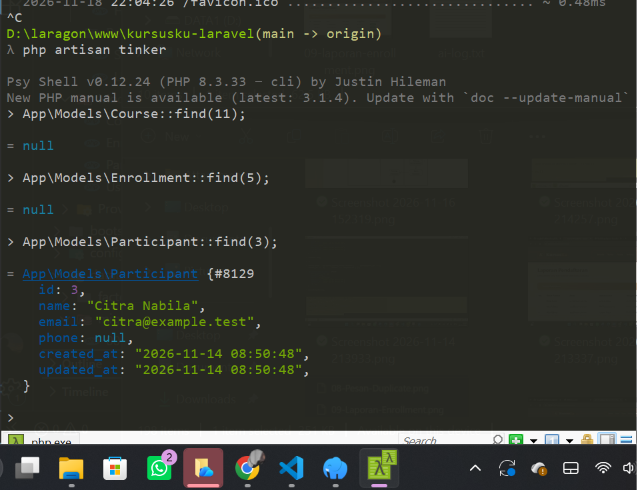 2026-11-18 22:04:26 /favicon.ico .................................. ~ 0.48ms
^C
D:\laragon\www\kursusku-laravel(main -> origin)
λ php artisan tinker
Psy Shell v0.12.24 (PHP 8.3.33 — cli) by Justin Hileman
New PHP manual is available (latest: 3.1.4). Update with `doc --update-manual`
> App\Models\Course::find(11);
= null
> App\Models\Enrollment::find(5);
= null
> App\Models\Participant::find(3);
= App\Models\Participant {#8129
id: 3,
name: "Citra Nabila",
email: "citra@example.test",
phone: null,
created_at: "2026-11-14 08:50:48",
updated_at: "2026-11-14 08:50:48",
}
>
php.exe
Search
2